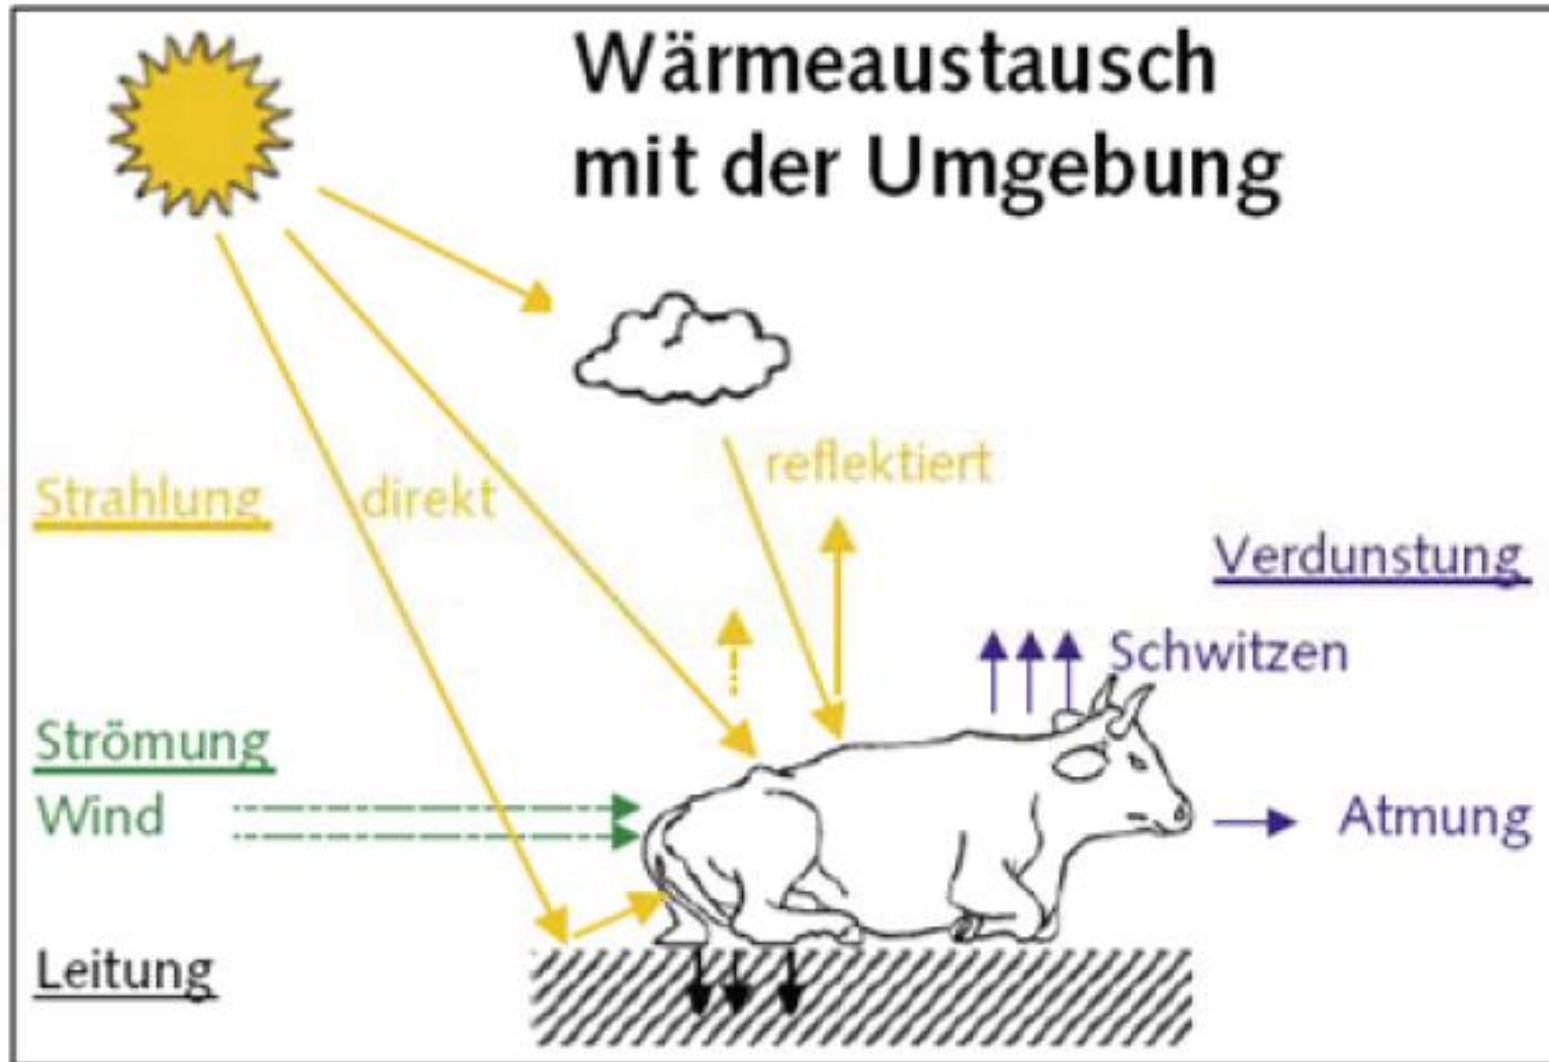 Wärmeaustausch
mit der Umgebung
reflektiert
Strahlung
direkt
Verdunstung
Schwitzen
Strömung
Wind
Atmung
Leitung